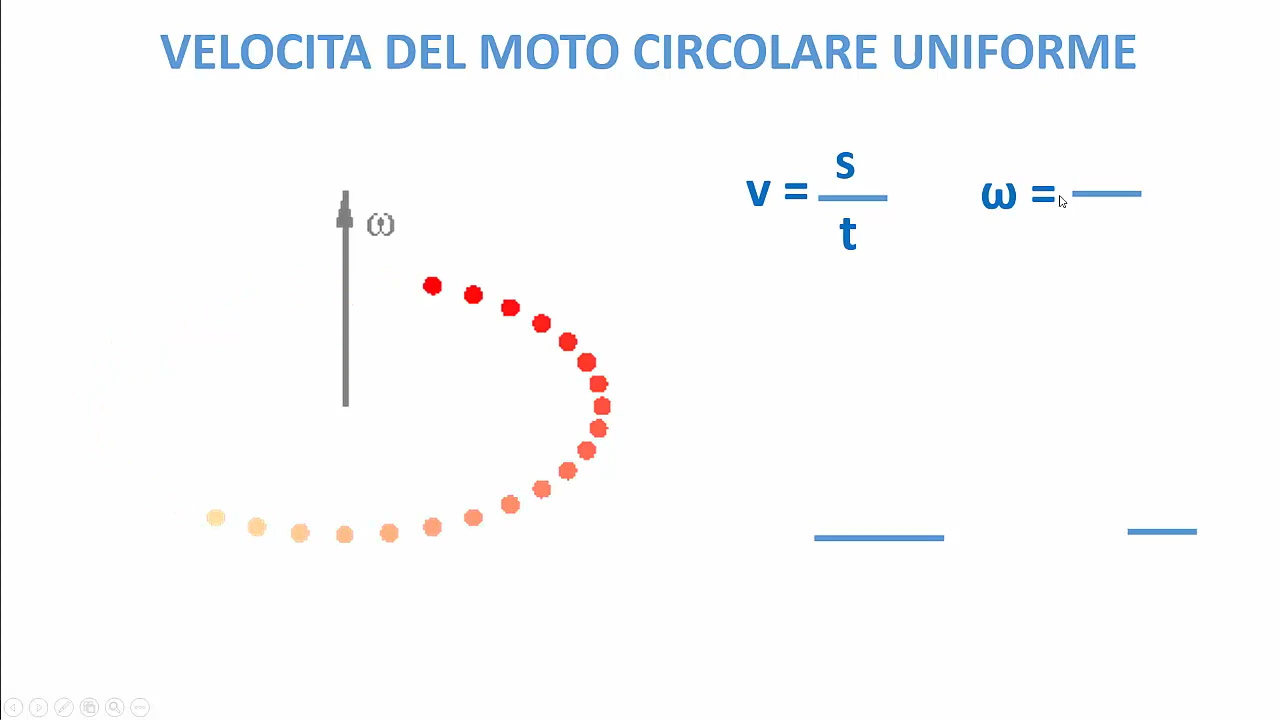 VELOCITA DEL MOTO CIRCOLARE UNIFORME
v = s
t
ω =
ω